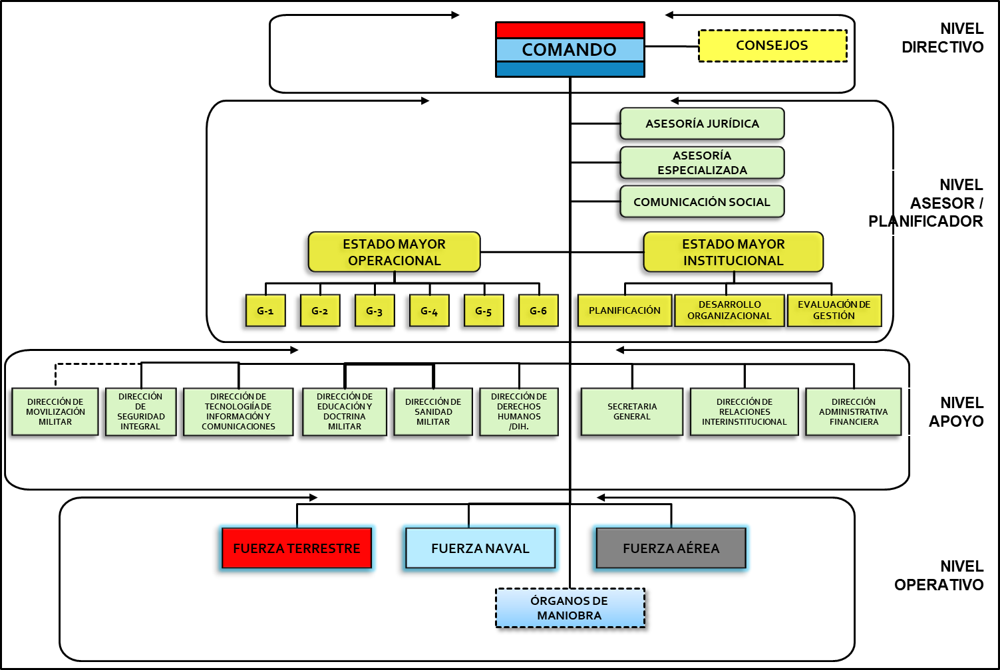 NIVEL
DIRECTIVO
COMANDO
CONSEJOS
ASESORÍA JURÍDICA
ASESORÍA
ESPECIALIZADA
COMUNICACIÓN SOCIAL
NIVEL
ASESOR /
PLANIFICADOR
ESTADO MAYOR
OPERACIONAL
ESTADO MAYOR
INSTITUCIONAL
G-1
G-2
G-3
G-4
G-5
G-6
PLANIFICACIÓN
DESARROLLO
ORGANIZACIONAL
EVALUACIÓN DE
GESTIÓN
DIRECCIÓN DE
MOVILIZACIÓN
MILITAR
DIRECCIÓN
DE
SEGURIDAD
INTEGRAL
DIRECCIÓN DE
TECNOLOGÍA DE
INFORMACIÓN Y
COMUNICACIONES
DIRECCIÓN DE
EDUCACIÓN Y
DOCTRINA
MILITAR
DIRECCIÓN DE
SANIDAD
MILITAR
DIRECCIÓN DE
DERECHOS
HUMANOS
/DIH.
SECRETARIA
GENERAL
DIRECCIÓN DE
RELACIONES
INTERINSTITUCIONAL
DIRECCIÓN
ADMINISTRATIVA
FINANCIERA
NIVEL
APOYO
FUERZA TERRESTRE
FUERZA NAVAL
FUERZA AÉREA
NIVEL
OPERATIVO
ÓRGANOS DE
MANIOBRA